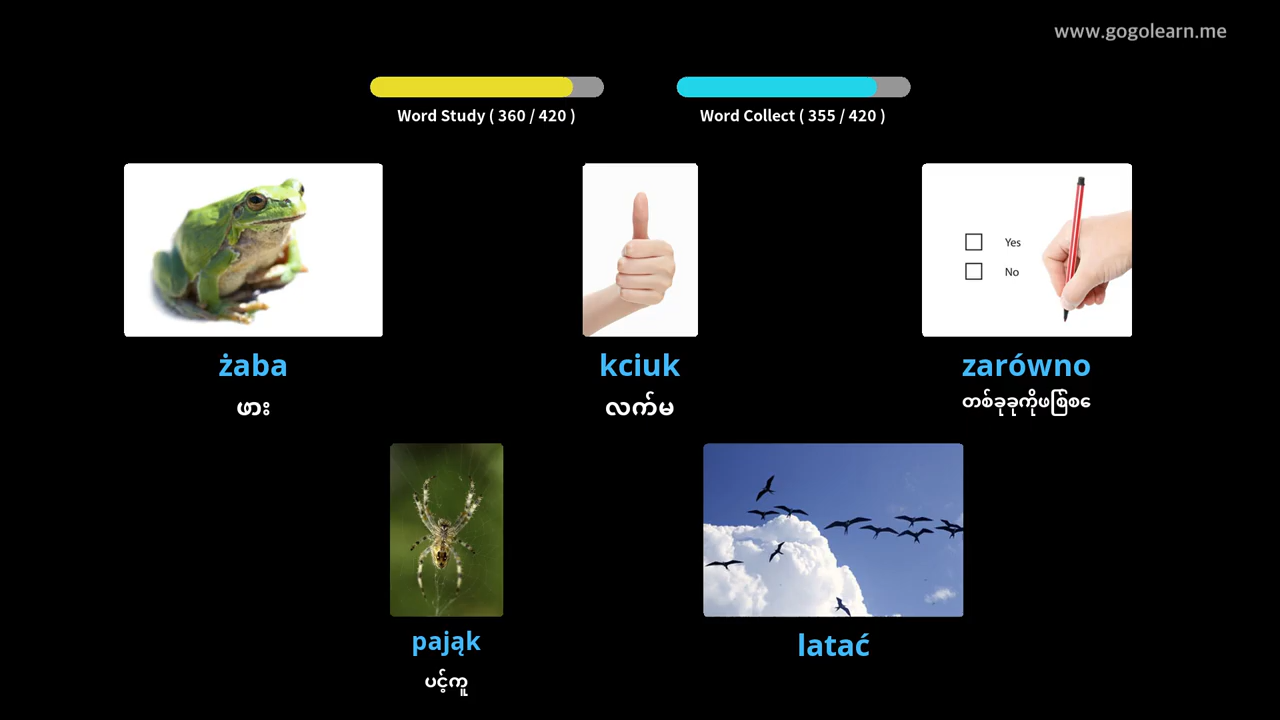 www.gogolearn.me
Word Study ( 360 / 420 )
Word Collect ( 355 / 420 )
Yes
No
żaba
kciuk
zarówno
ဖား
လက်မ
တစ်ခုခုကိုဖြစ်စေ
pająk
latać
ပင့်ကူ